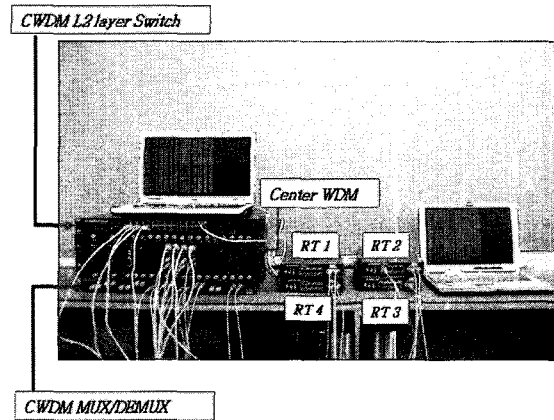 CWDM L2 layer Switch
Center WDM
RT 1
RT 2
RT 4
RT 3
CWDM MUX/DEMUX